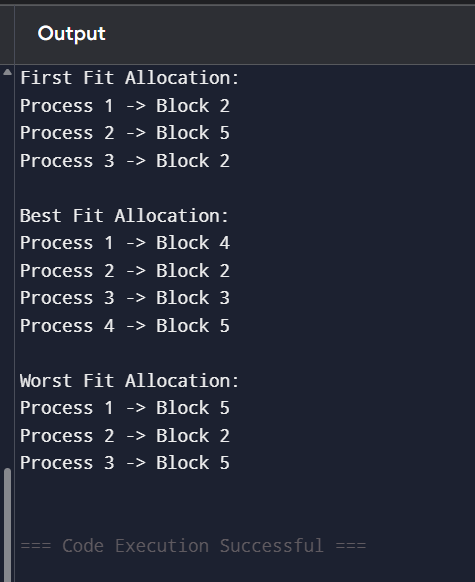 Output
First Fit Allocation:
Process 1 -> Block 2
Process 2 -> Block 5
Process 3 -> Block 2
Best Fit Allocation:
Process 1 -> Block 4
Process 2 -> Block 2
Process 3 -> Block 3
Process 4 -> Block 5
Worst Fit Allocation:
Process 1 -> Block 5
Process 2 -> Block 2
Process 3 -> Block 5
=== Code Execution Successful ===